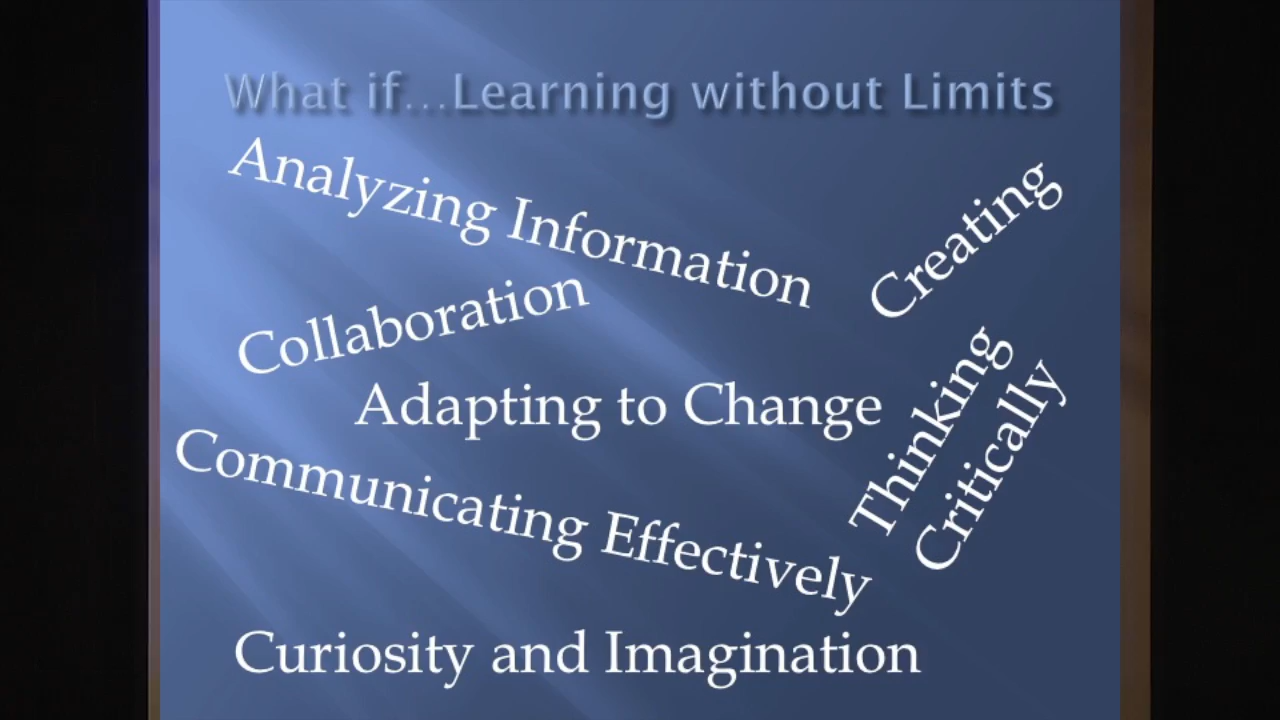 What if...Learning without Limits
Analyzing Information
Creating
Collaboration
Adapting to Change
Thinking
Critically
Communicating Effectively
Curiosity and Imagination